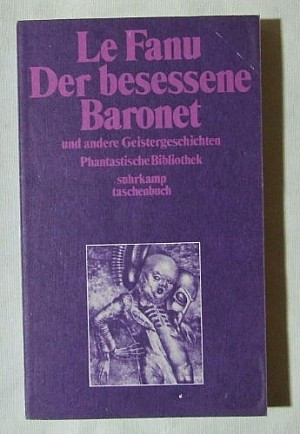 Le Fanu
Der besessene
Baronet
und andere Geistergeschichten
Phantastische Bibliothek
suhrkamp
taschenbuch